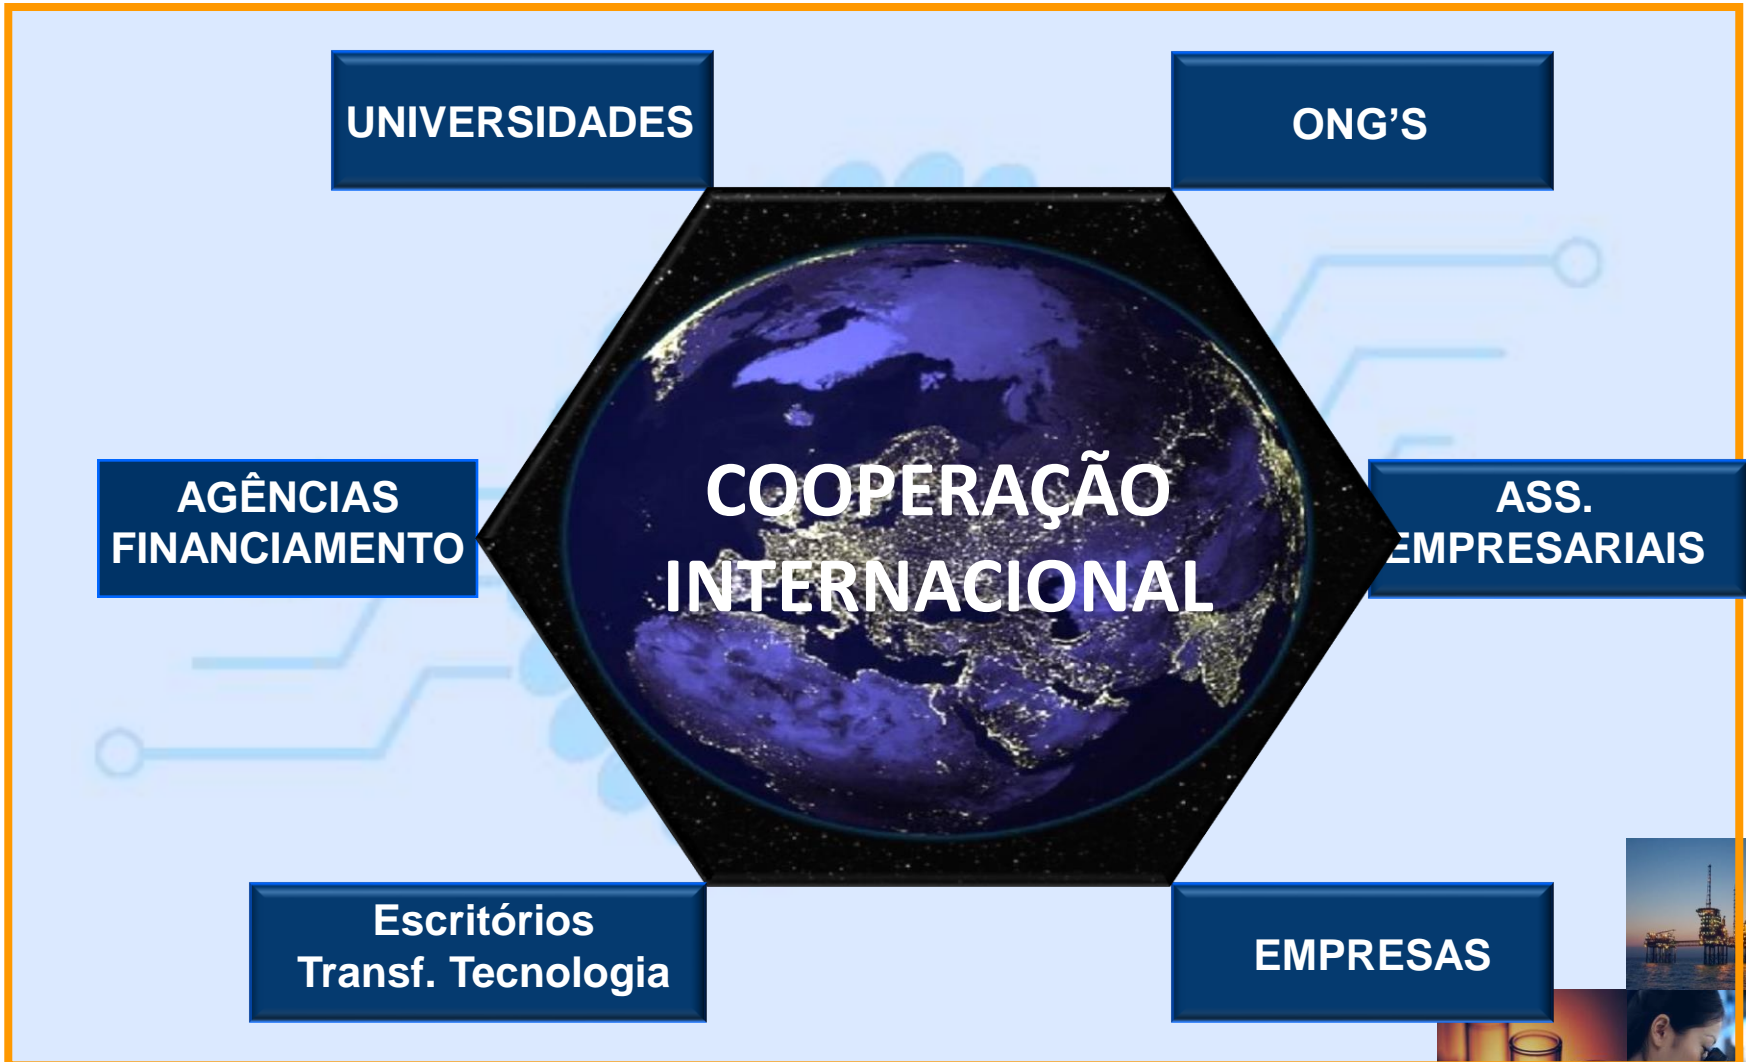 UNIVERSIDADES
ONG’S
COOPERAÇÃO
INTERNACIONAL
AGÊNCIAS
FINANCIAMENTO
ASS.
EMPRESARIAIS
Escritórios
Transf. Tecnologia
EMPRESAS